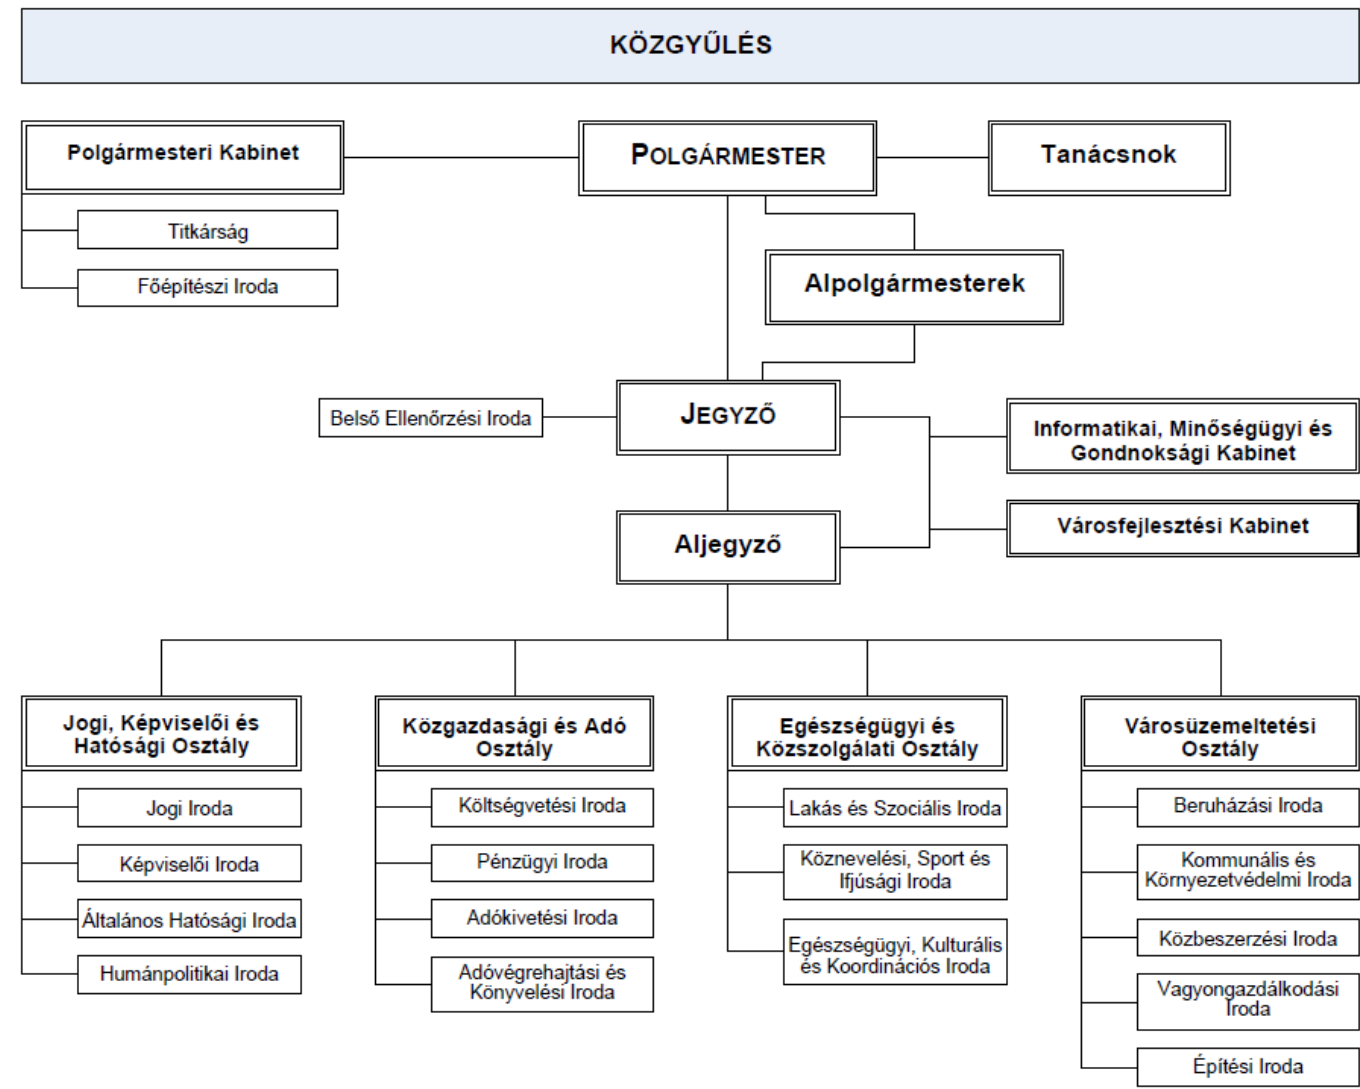 KÖZGYŰLÉS
Polgármesteri Kabinet
POLGÁRMESTER
Tanácsnok
Titkárság
Főépítészi Iroda
Alpolgármesterek
Belső Ellenőrzési Iroda
JEGYZŐ
Informatikai, Minőségügyi és
Gondnoksági Kabinet
Városfejlesztési Kabinet
Aljegyző
Jogi, Képviselői és
Hatósági Osztály
Jogi Iroda
Képviselői Iroda
Általános Hatósági Iroda
Humánpolitikai Iroda
Közgazdasági és Adó
Osztály
Költségvetési Iroda
Pénzügyi Iroda
Adókivetési Iroda
Adóvégrehajtási és
Könyvelési Iroda
Egészségügyi és
Közszolgálati Osztály
Lakás és Szociális Iroda
Köznevelési, Sport és
Ifjúsági Iroda
Egészségügyi, Kulturális
és Koordinációs Iroda
Városüzemeltetési
Osztály
Beruházási Iroda
Kommunális és
Környezetvédelmi Iroda
Közbeszerzési Iroda
Vagyongazdálkodási
Iroda
Építési Iroda